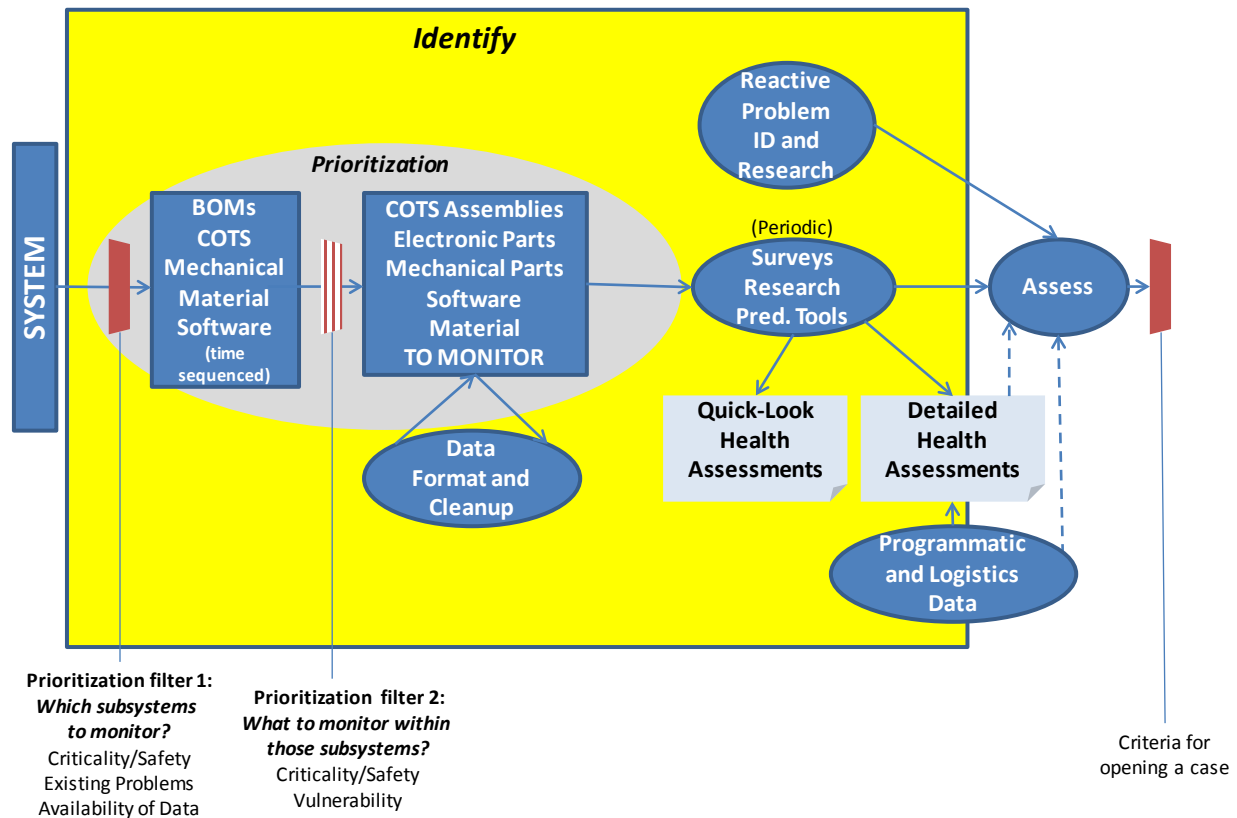 Identify
Reactive
Problem
ID and
Research
Prioritization
SYSTEM
BOMs
COTS
Mechanical
Material
Software
(time
sequenced)
COTS Assemblies
Electronic Parts
Mechanical Parts
Software
Material
TO MONITOR
(Periodic)
Surveys
Research
Pred. Tools
Assess
Quick-Look
Health
Assessments
Detailed
Health
Assessments
Data
Format and
Cleanup
Programmatic
and Logistics
Data
Prioritization filter 1:
Which subsystems
to monitor?
Criticality/Safety
Existing Problems
Availability of Data
Prioritization filter 2:
What to monitor within
those subsystems?
Criticality/Safety
Vulnerability
Criteria for
opening a case